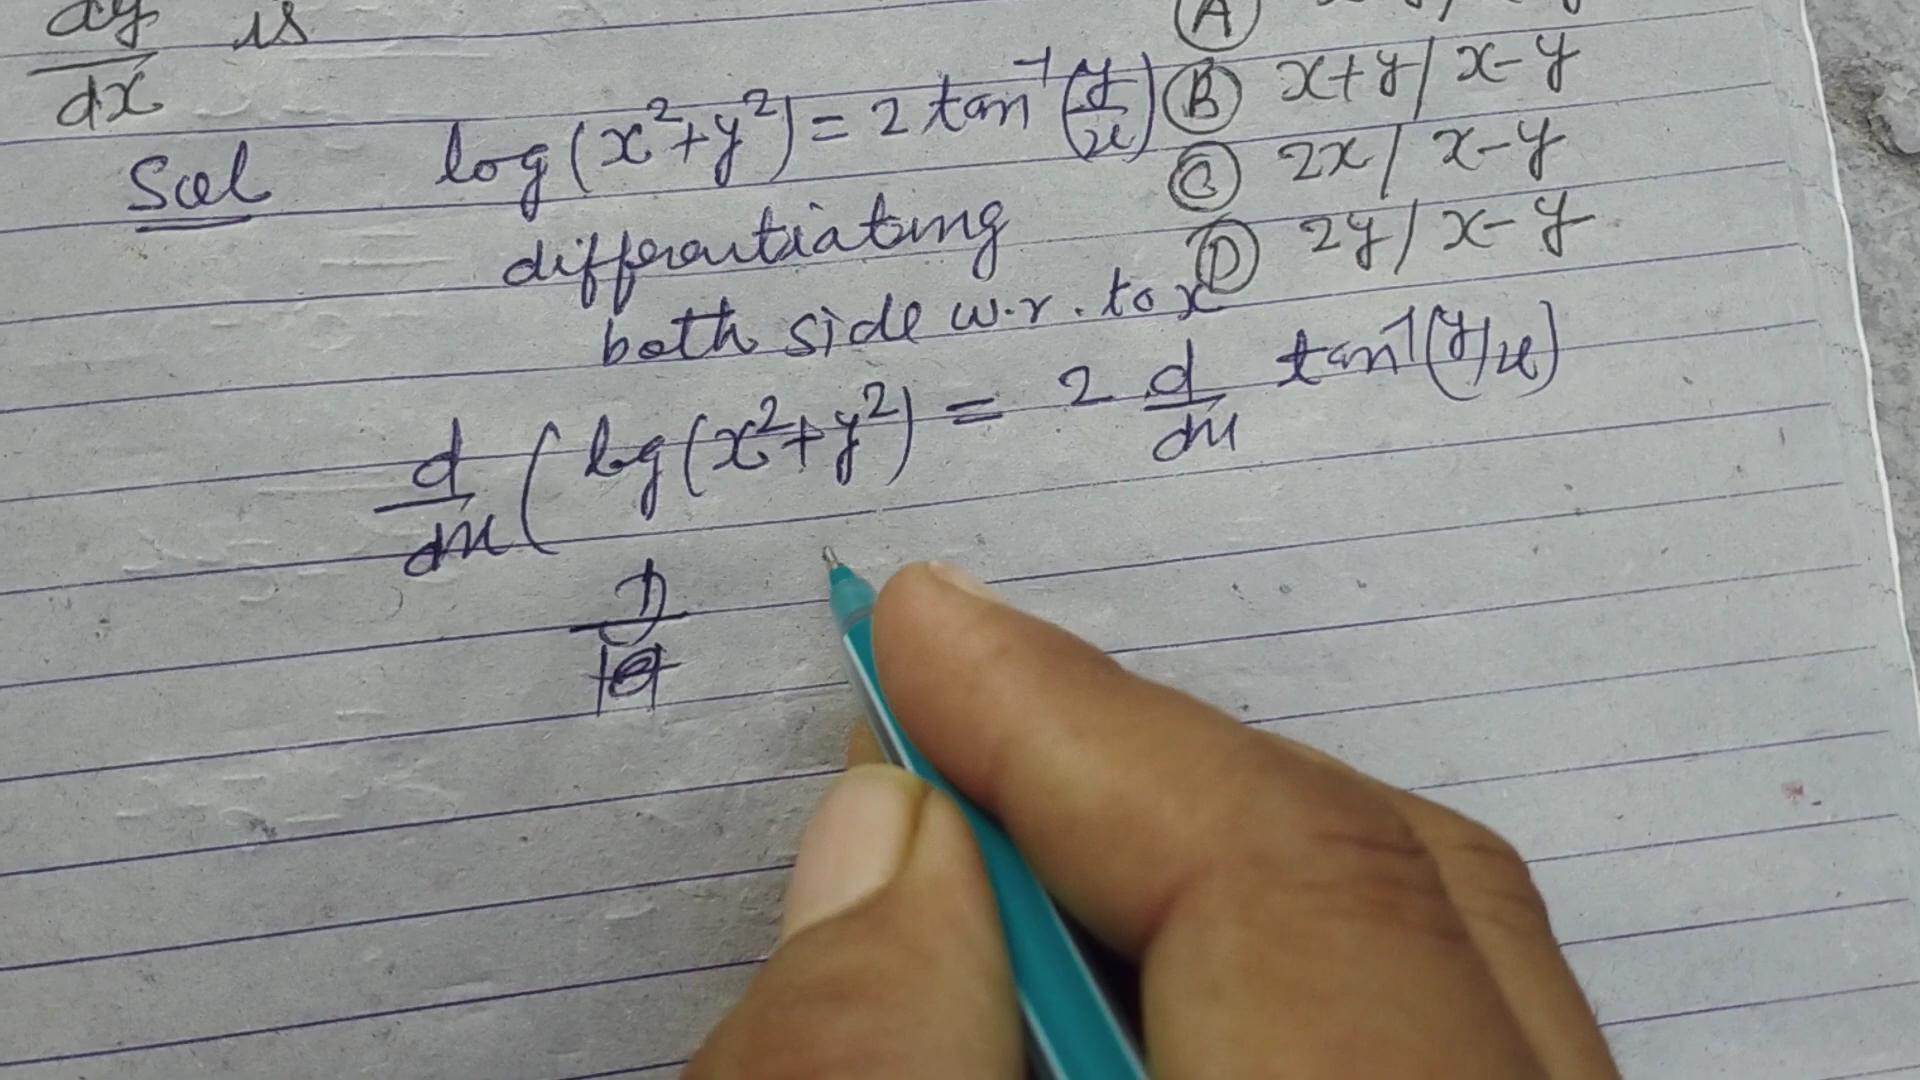 dy/dx is
(A)
Sol log(x²+y²) = 2 tan⁻¹(y/x) (B) x+y/x-y
(C) 2x/x-y
differentiating (D) 2y/x-y
both side w.r. to x
d/dx (log(x²+y²) = 2 d/dx tan⁻¹(y/x)
1